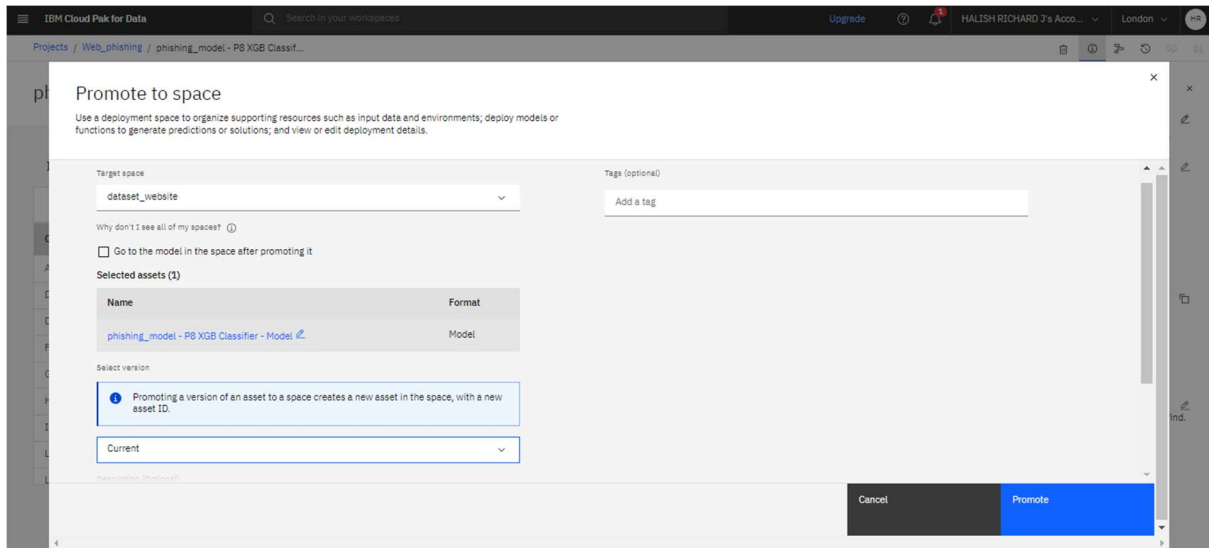 IBM Cloud Pak for Data
Search in your workspaces
Upgrade
1
HALISH RICHARD J's Acco...
London
HR
Projects / Web_phishing / phishing_model - P8 XGB Classif...
Promote to space
Use a deployment space to organize supporting resources such as input data and environments; deploy models or
functions to generate predictions or solutions; and view or edit deployment details.
Target space
dataset_website
Why don't I see all of my spaces?
Go to the model in the space after promoting it
Selected assets (1)
Name Format
phishing_model - P8 XGB Classifier - Model Model
Select version
Promoting a version of an asset to a space creates a new asset in the space, with a new
asset ID.
Current
Description (Optional)
Tags (optional)
Add a tag
ind.
Cancel
Promote